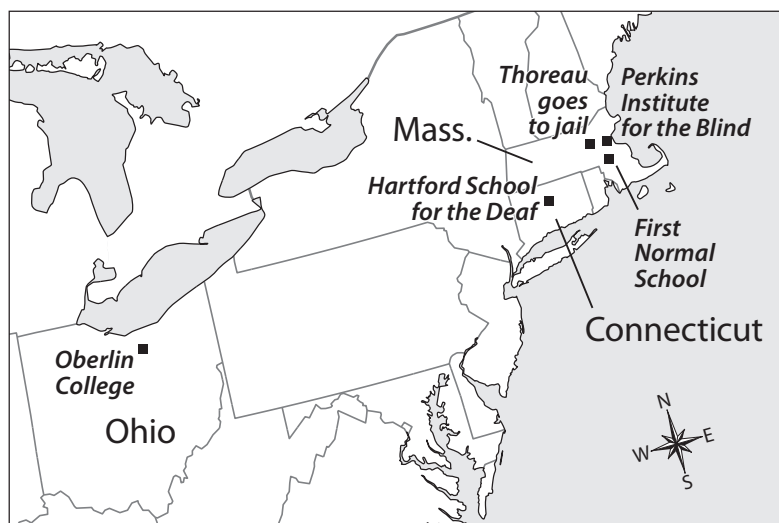 Thoreau
goes
to jail
Perkins
Institute
for the Blind
Mass.
Hartford School
for the Deaf
First
Normal
School
Connecticut
Oberlin
College
Ohio
N
W
E
S